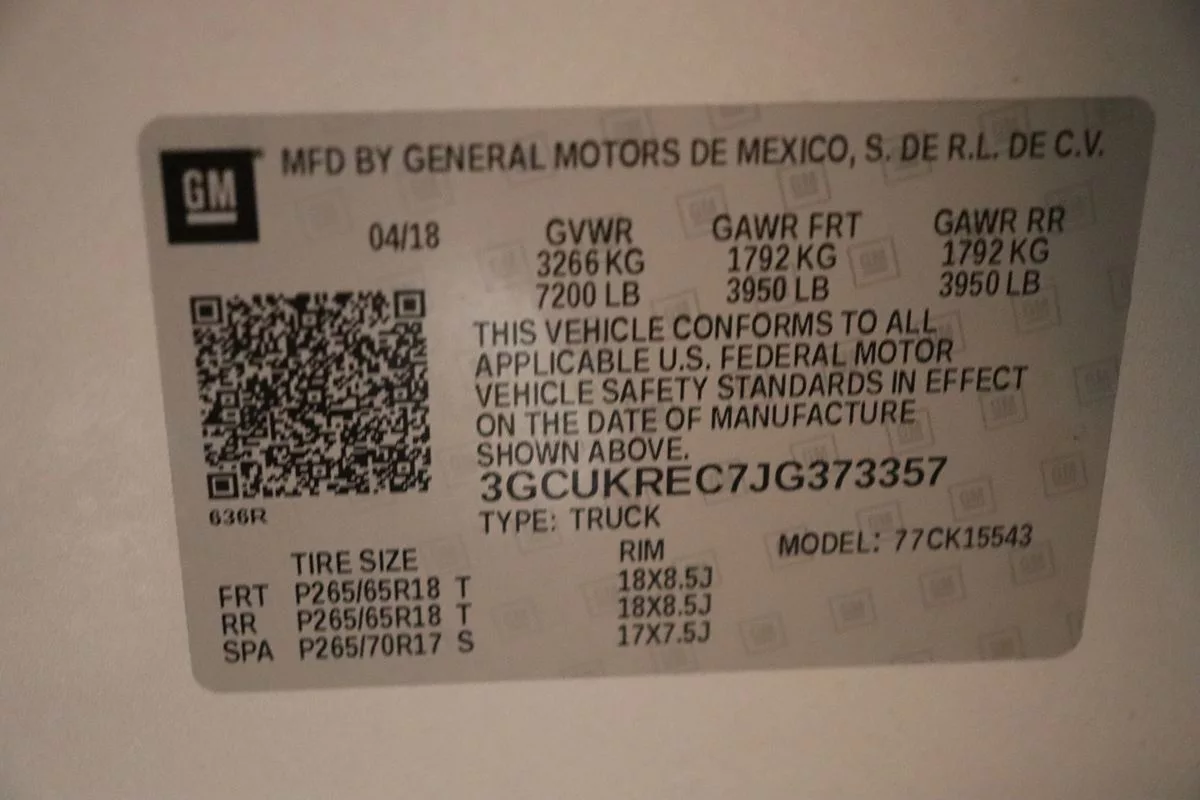 GM
MFD BY GENERAL MOTORS DE MEXICO, S. DE R.L. DE C.V.
04/18 GVWR GAWR FRT GAWR RR
3266 KG 1792 KG 1792 KG
7200 LB 3950 LB 3950 LB
THIS VEHICLE CONFORMS TO ALL
APPLICABLE U.S. FEDERAL MOTOR
VEHICLE SAFETY STANDARDS IN EFFECT
ON THE DATE OF MANUFACTURE
SHOWN ABOVE.
3GCUKREC7JG373357
636R
TYPE: TRUCK
MODEL: 77CK15543
TIRE SIZE RIM
FRT P265/65R18 T 18X8.5J
RR P265/65R18 T 18X8.5J
SPA P265/70R17 S 17X7.5J